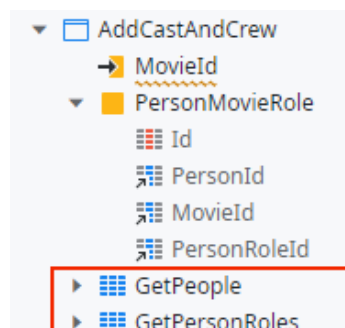 AddCastAndCrew
MovieId
PersonMovieRole
Id
PersonId
MovieId
PersonRoleId
GetPeople
GetPersonRoles